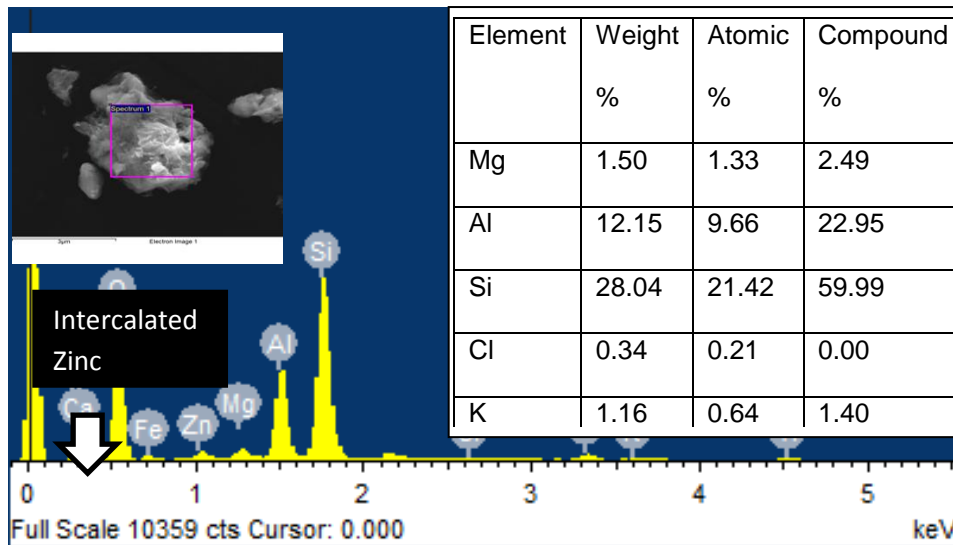 Spectrum 1
3µm Electron Image 1
Element Weight % Atomic % Compound %
Mg 1.50 1.33 2.49
Al 12.15 9.66 22.95
Si 28.04 21.42 59.99
Cl 0.34 0.21 0.00
K 1.16 0.64 1.40
Si
O
Intercalated
Zinc
Al
Ca Fe Zn Mg
0 1 2 3 4 5
Full Scale 10359 cts Cursor: 0.000 keV